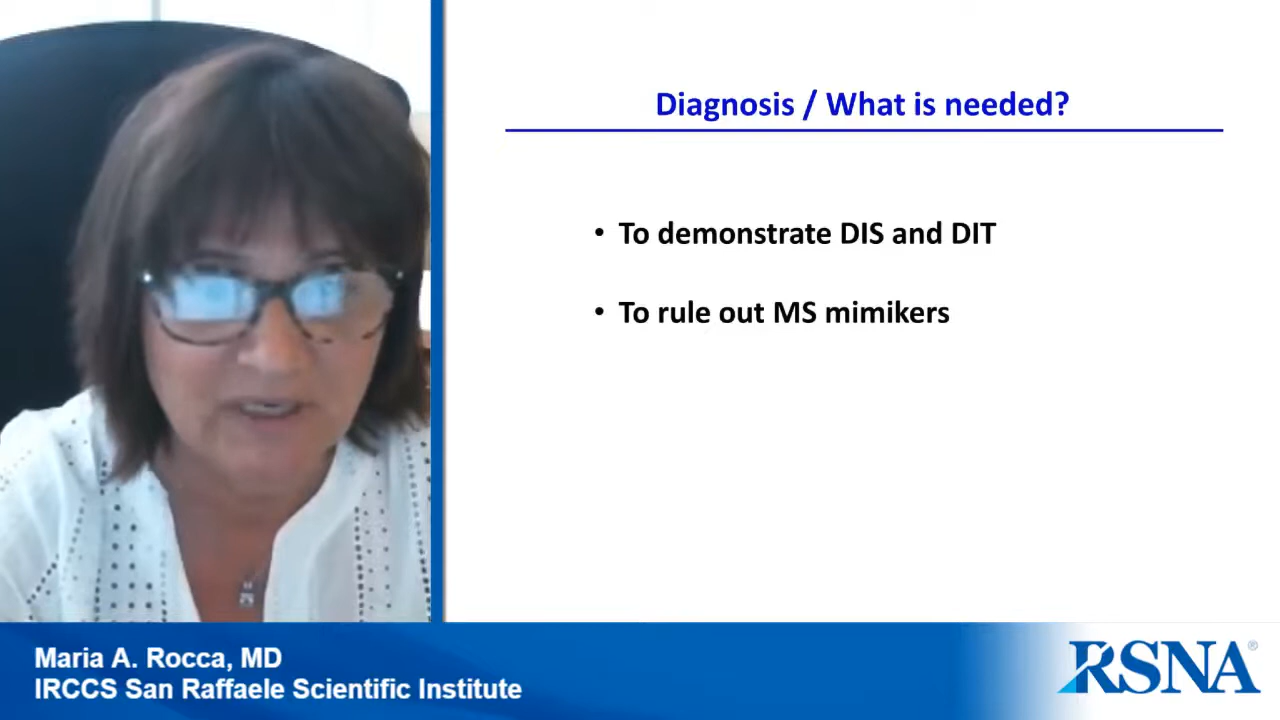 Diagnosis / What is needed?
• To demonstrate DIS and DIT
• To rule out MS mimikers
Maria A. Rocca, MD
IRCCS San Raffaele Scientific Institute
RSNA®